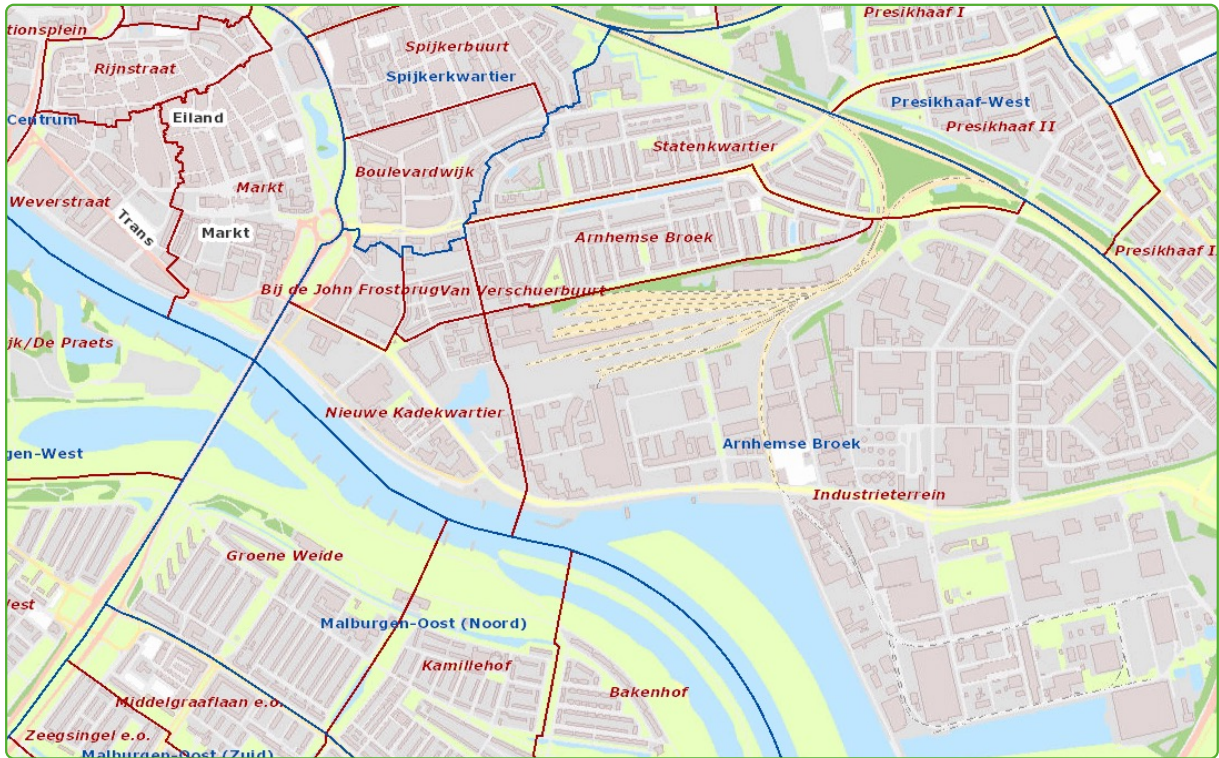 Presikhaaf I
tionsplein
Spijkerbuurt
Rijnstraat
Spijkerkwartier
Presikhaaf-West
Centrum
Eiland
Presikhaaf II
Statenkwartier
Boulevardwijk
Markt
Weverstraat
Trans
Markt
Arnhemse Broek
Presikhaaf I
Bij de John Frostbrug
Van Verschuerbuurt
jk/De Praets
Nieuwe Kadekwartier
Arnhemse Broek
gen-West
Industrieterrein
Groene Weide
West
Malburgen-Oost (Noord)
Kamillehof
Bakenhof
Middelgraaflaan e.o.
Zeegsingel e.o.
Malburgen-Oost (Zuid)